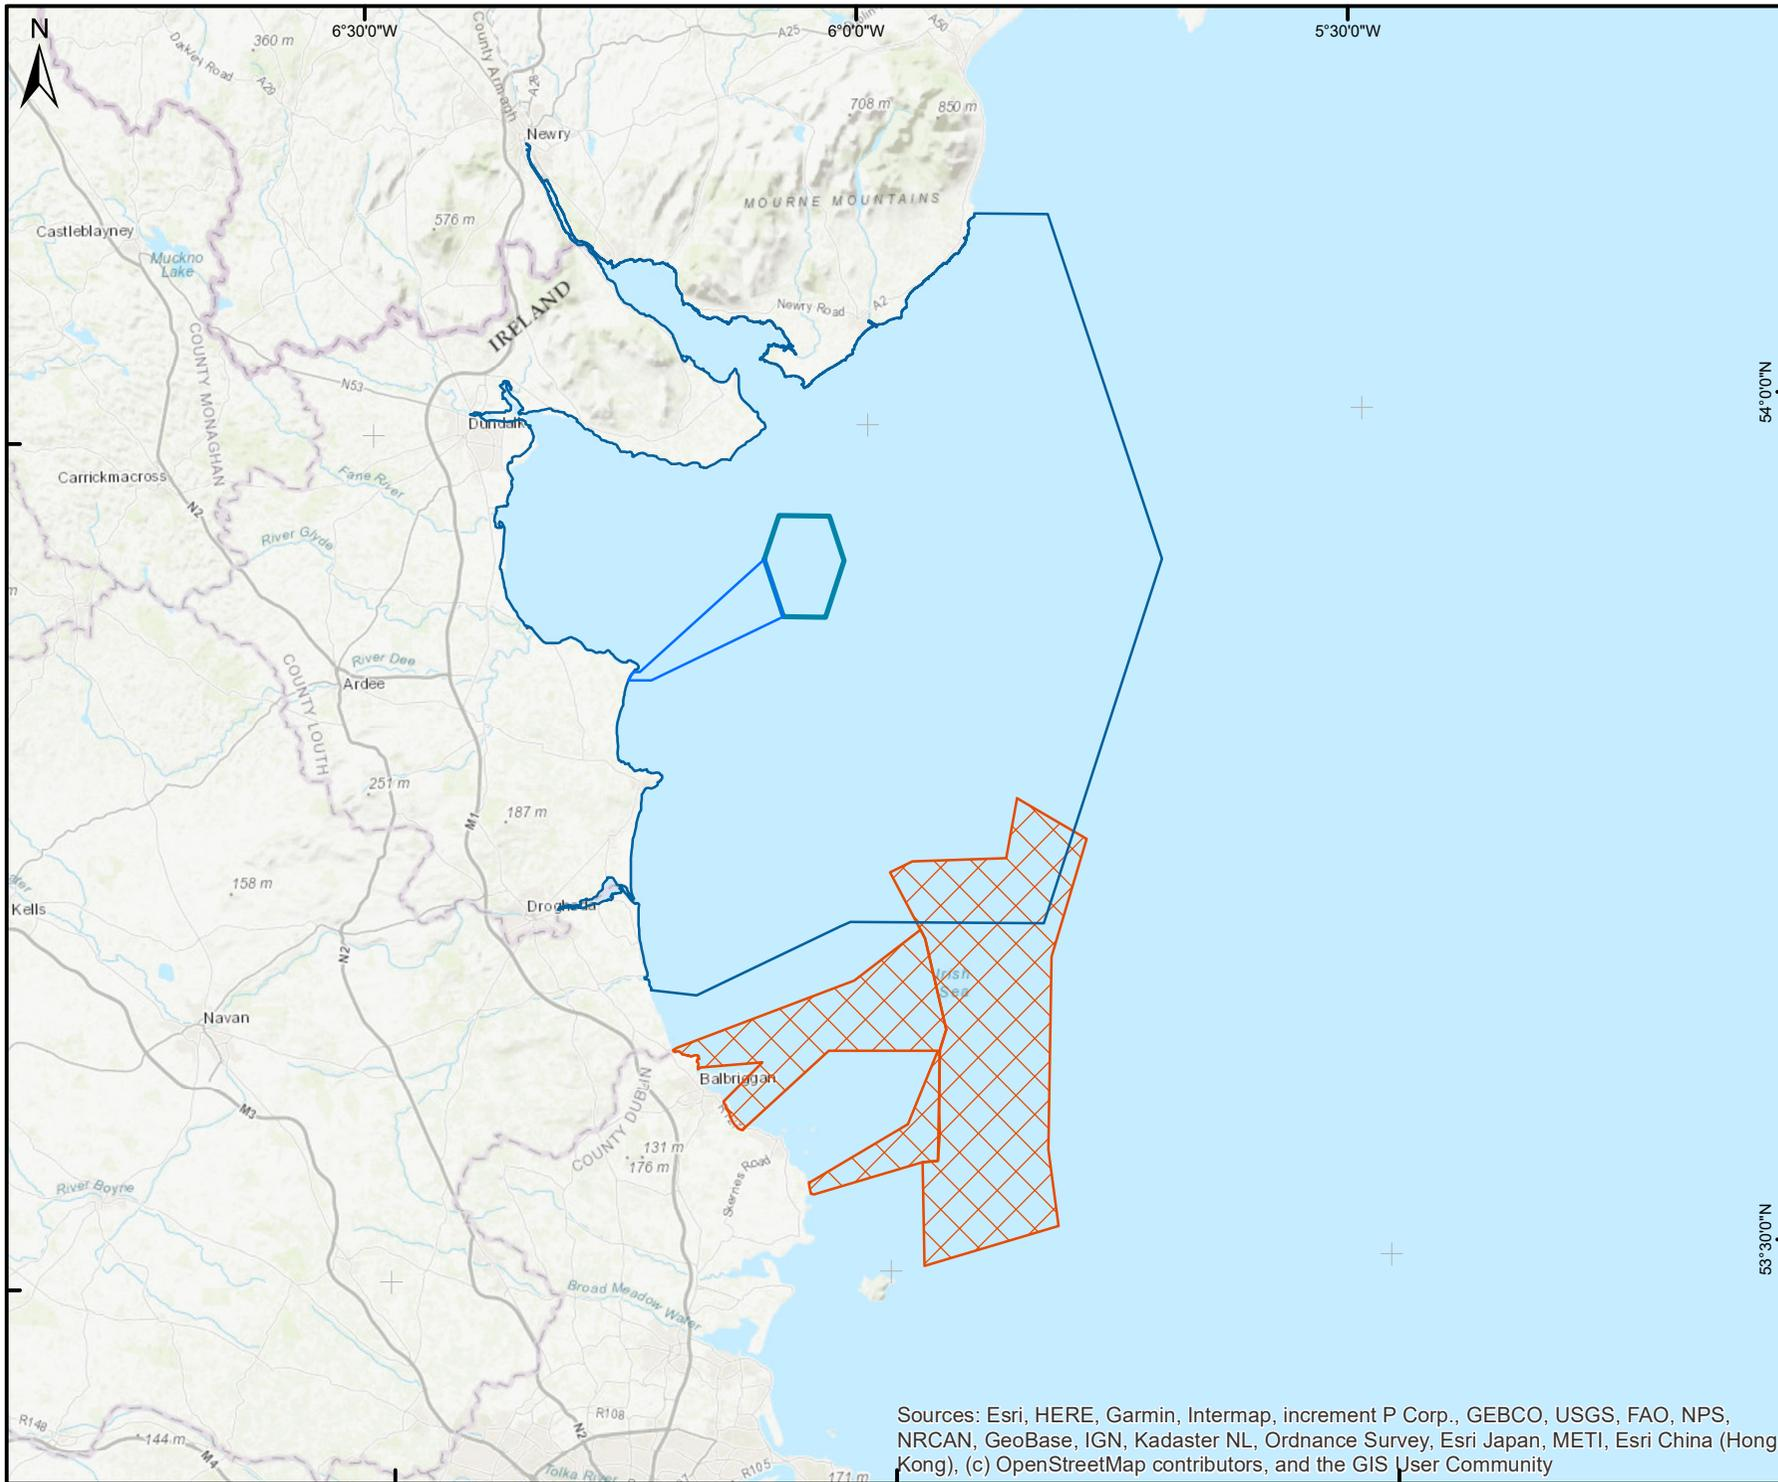 6°30'0"W
6°0'0"W
5°30'0"W
N
360 m
Oakley Road
A29
County Armagh
A28
A25
A50
Newry
708 m
850 m
MOURNE MOUNTAINS
576 m
Castleblayney
Muckno
Lake
Newry Road
A2
IRELAND
COUNTY MONAGHAN
N53
Dundalk
54°0'0"N
Carrickmacross
Fane River
N2
River Glyde
m
COUNTY LOUTH
River Dee
Ardee
251 m
187 m
M1
158 m
Kells
Drogheda
N2
Irish
Sea
Navan
Balbriggan
M3
COUNTY DUBLIN
131 m
176 m
Skerries Road
River Boyne
53°30'0"N
Broad Meadow Water
R148
144 m
M4
R108
N2
Tolka River
R105
171 m
Sources: Esri, HERE, Garmin, Intermap, increment P Corp., GEBCO, USGS, FAO, NPS,
NRCAN, GeoBase, IGN, Kadaster NL, Ordnance Survey, Esri Japan, METI, Esri China (Hong
Kong), (c) OpenStreetMap contributors, and the GIS User Community